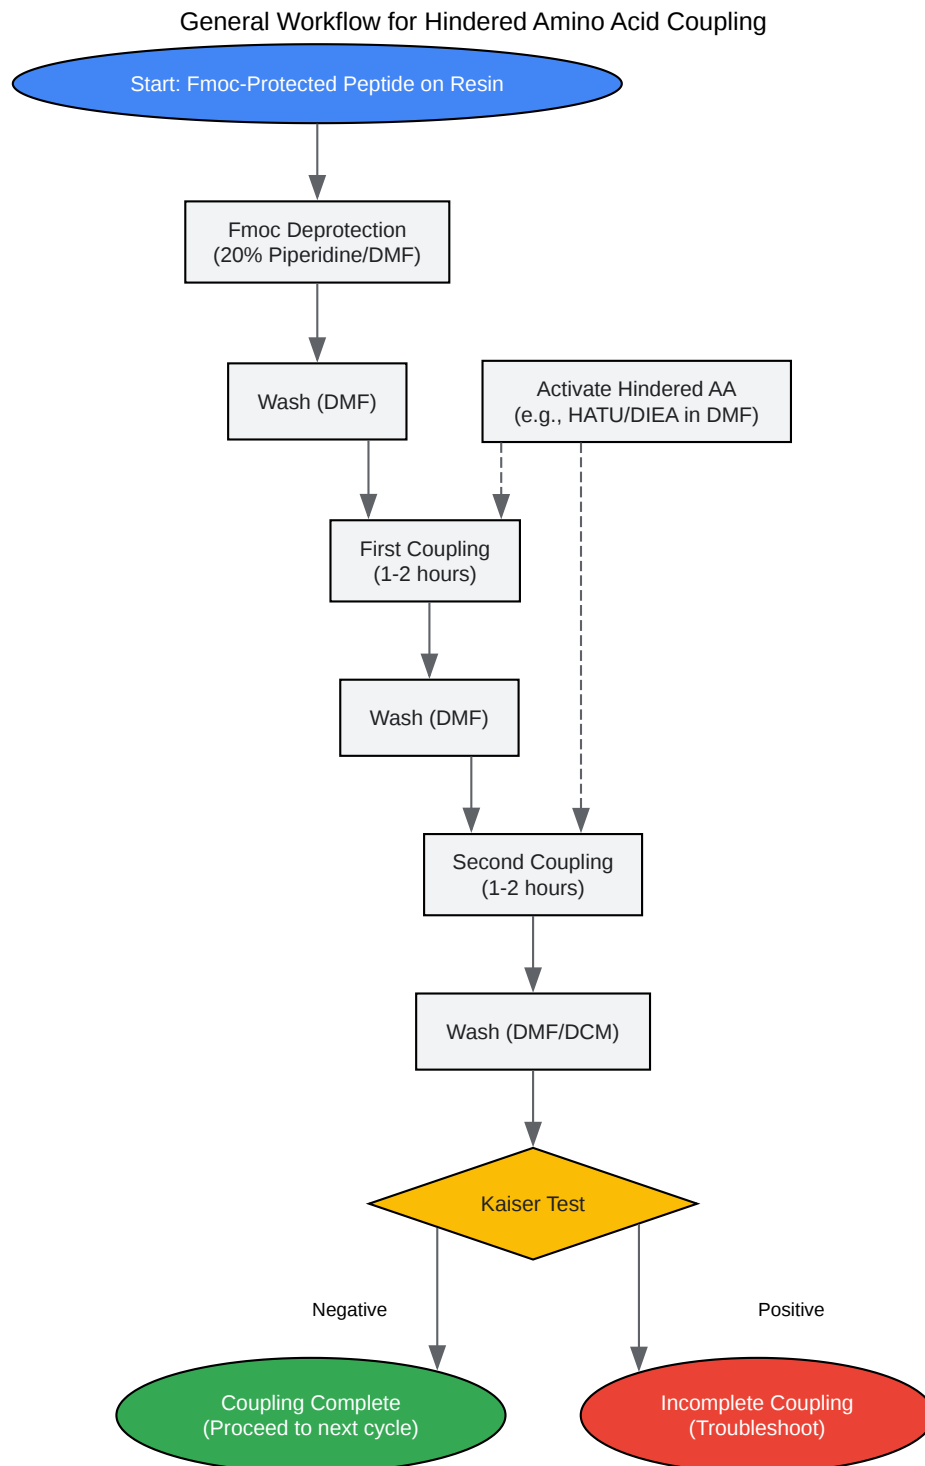 General Workflow for Hindered Amino Acid Coupling
Start: Fmoc-Protected Peptide on Resin
Fmoc Deprotection
(20% Piperidine/DMF)
Wash (DMF)
Activate Hindered AA
(e.g., HATU/DIEA in DMF)
First Coupling
(1-2 hours)
Wash (DMF)
Second Coupling
(1-2 hours)
Wash (DMF/DCM)
Kaiser Test
Negative
Positive
Coupling Complete
(Proceed to next cycle)
Incomplete Coupling
(Troubleshoot)